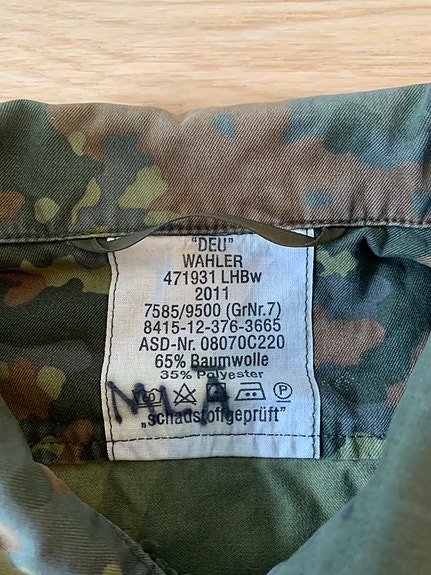 "DEU"
WAHLER
471931 LHBw
2011
7585/9500 (GrNr.7)
8415-12-376-3665
ASD-Nr. 08070C220
65% Baumwolle
35% Polyester
P
„schadstoffgeprüft"